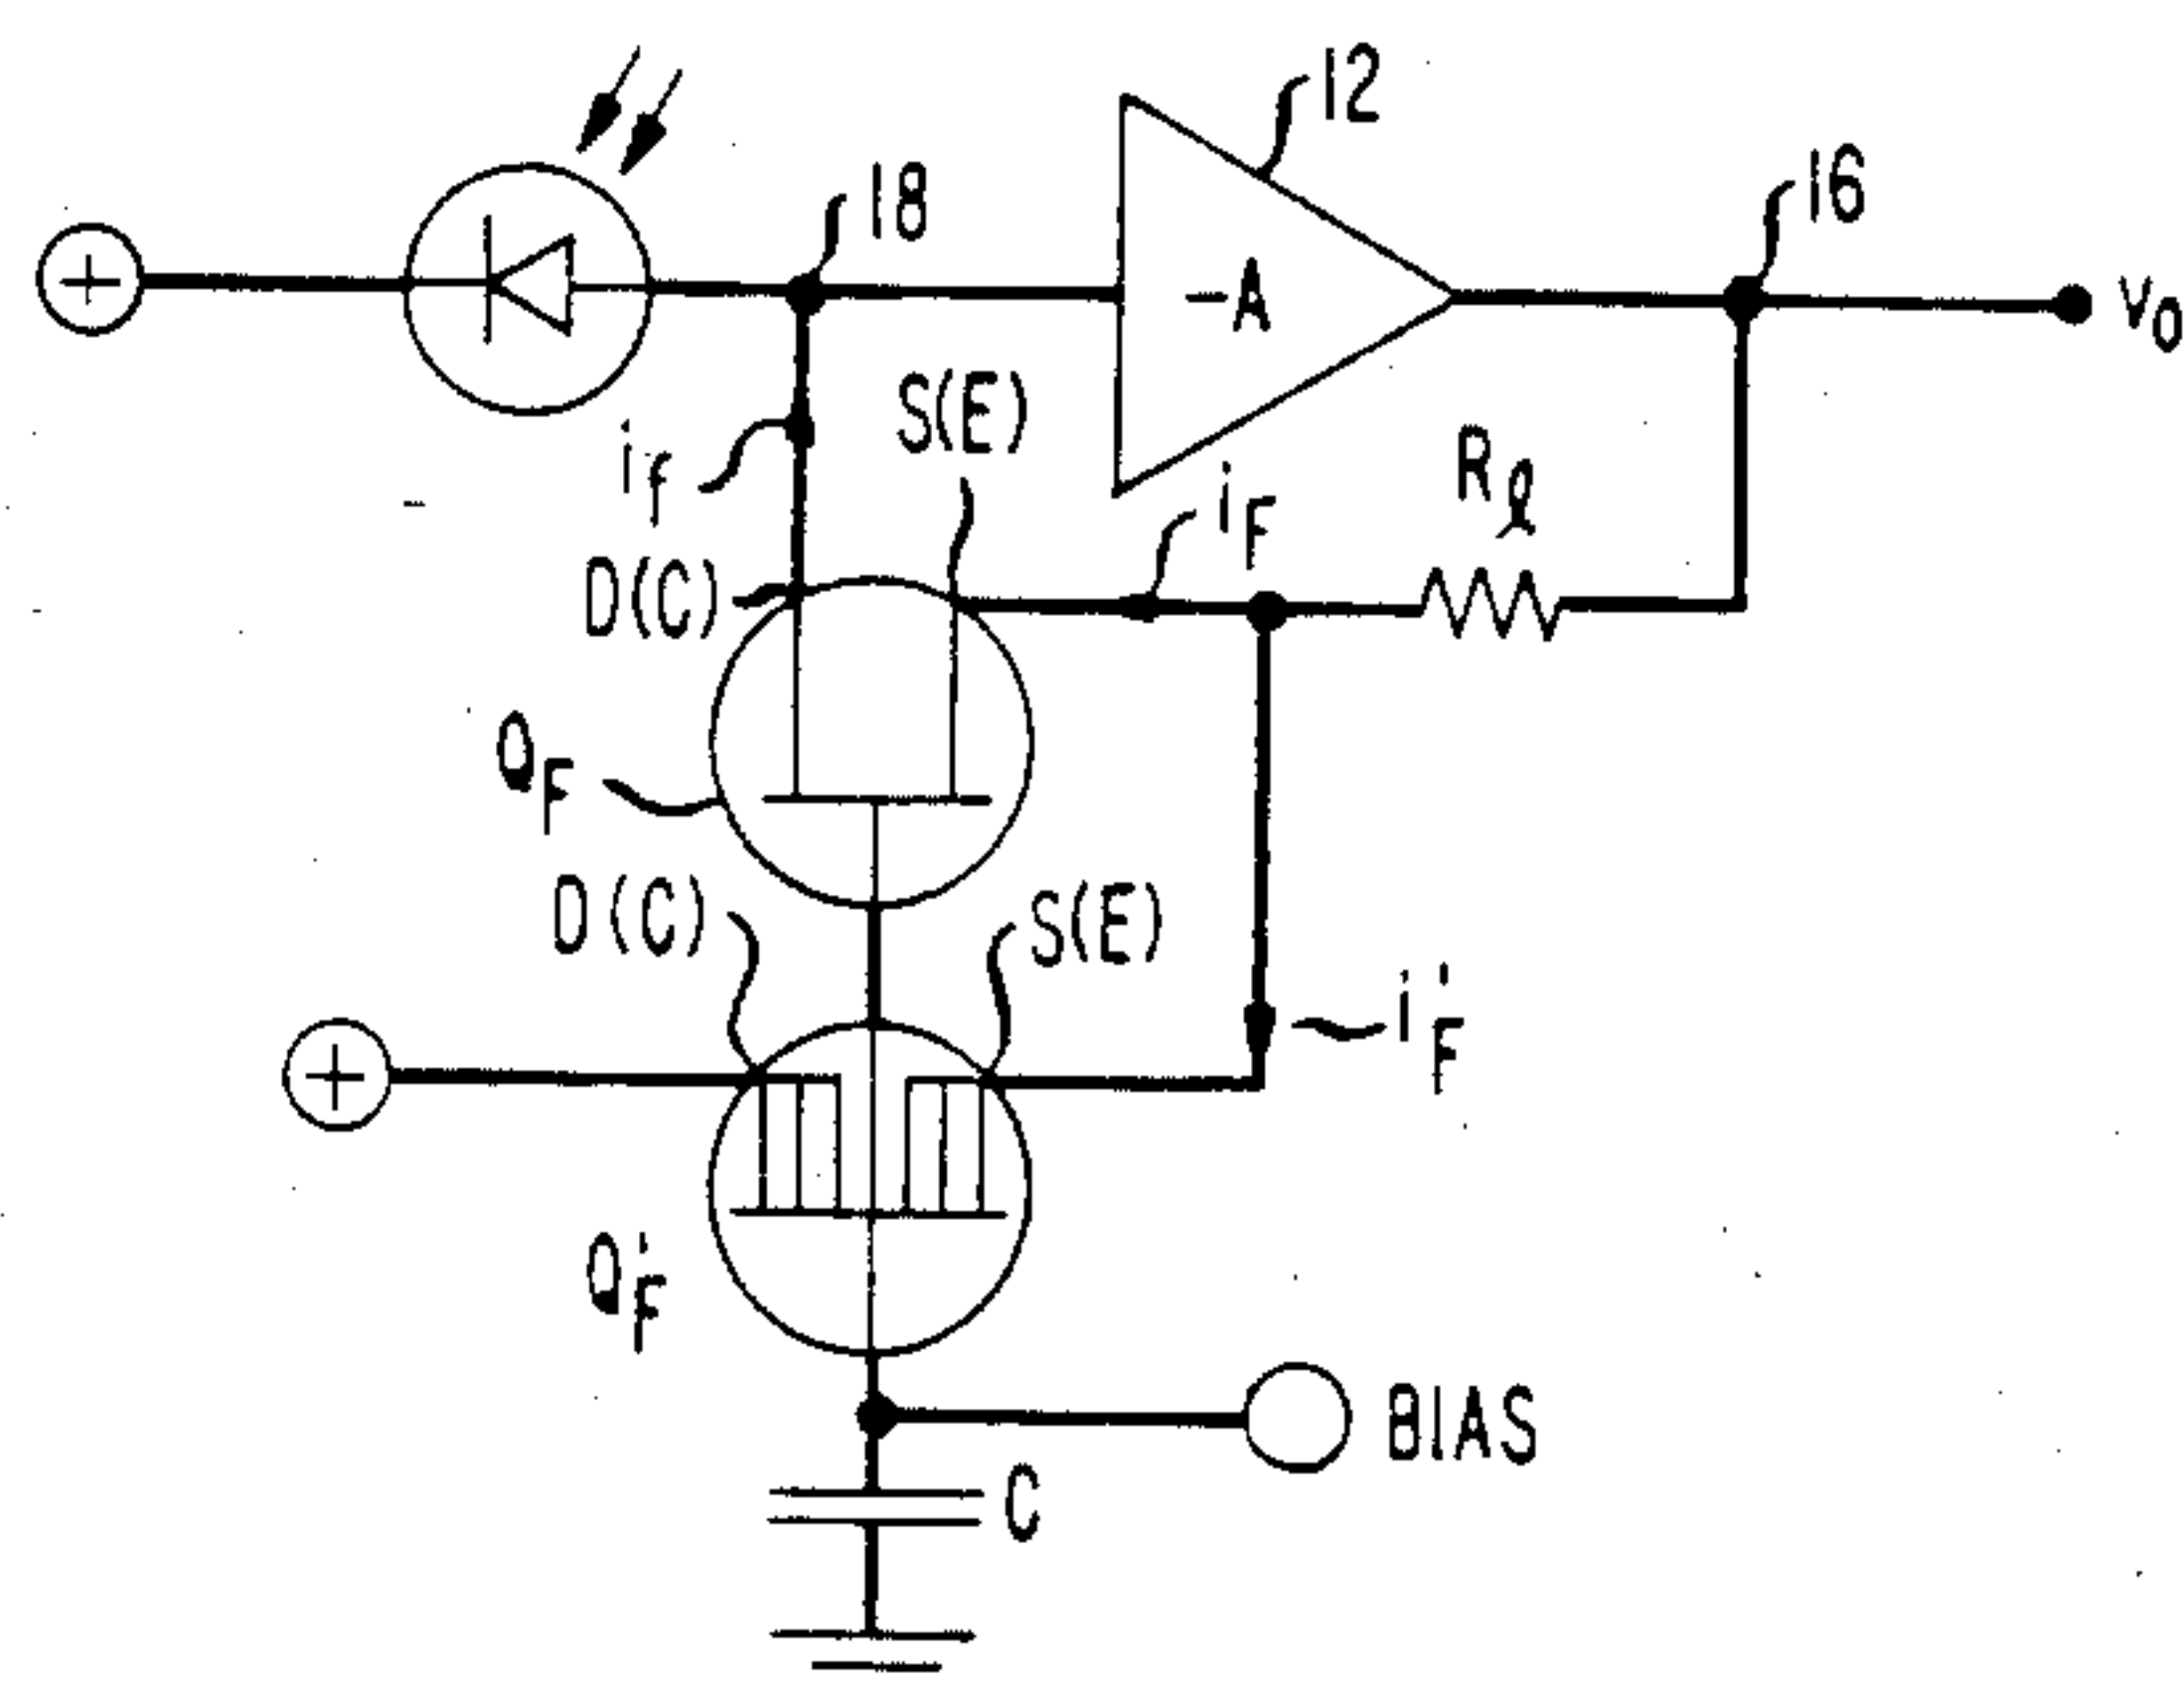 12
18
16
+
-A
v0
if
S(E)
iF
Rℓ
D(C)
QF
D(C)
S(E)
i'F
+
Q'F
BIAS
C